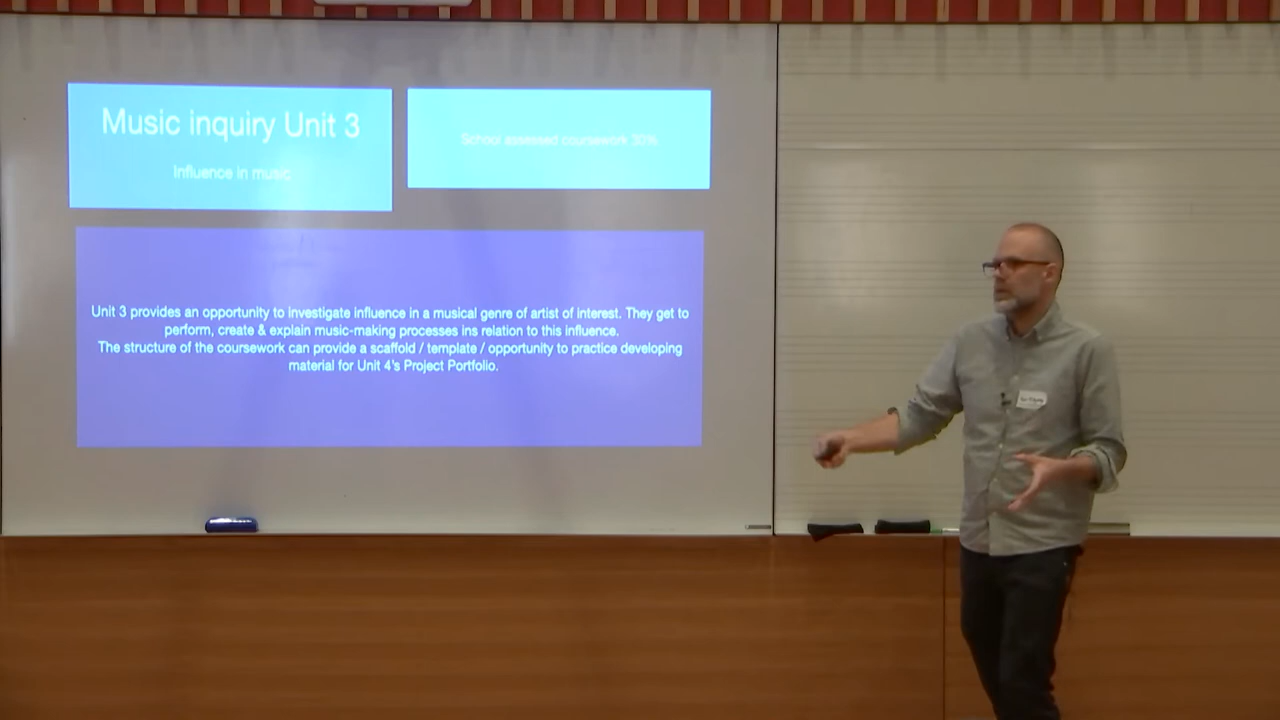 Music inquiry Unit 3
Influence in music
School assessed coursework 30%
Unit 3 provides an opportunity to investigate influence in a musical genre of artist of interest. They get to
perform, create & explain music-making processes ins relation to this influence.
The structure of the coursework can provide a scaffold / template / opportunity to practice developing
material for Unit 4's Project Portfolio.